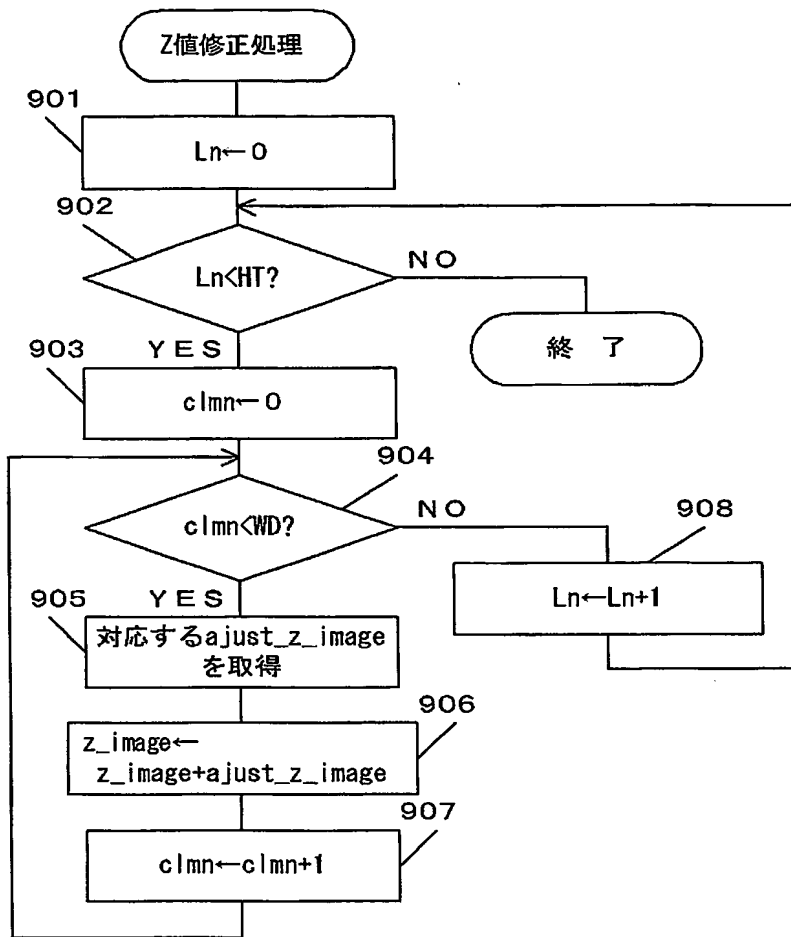 Z値修正処理
901
Ln←0
902
Ln<HT?
NO
終 了
YES
903
clmn←0
904
clmn<WD?
NO
908
Ln←Ln+1
YES
905
対応するajust_z_image
を取得
906
z_image←
z_image+ajust_z_image
907
clmn←clmn+1